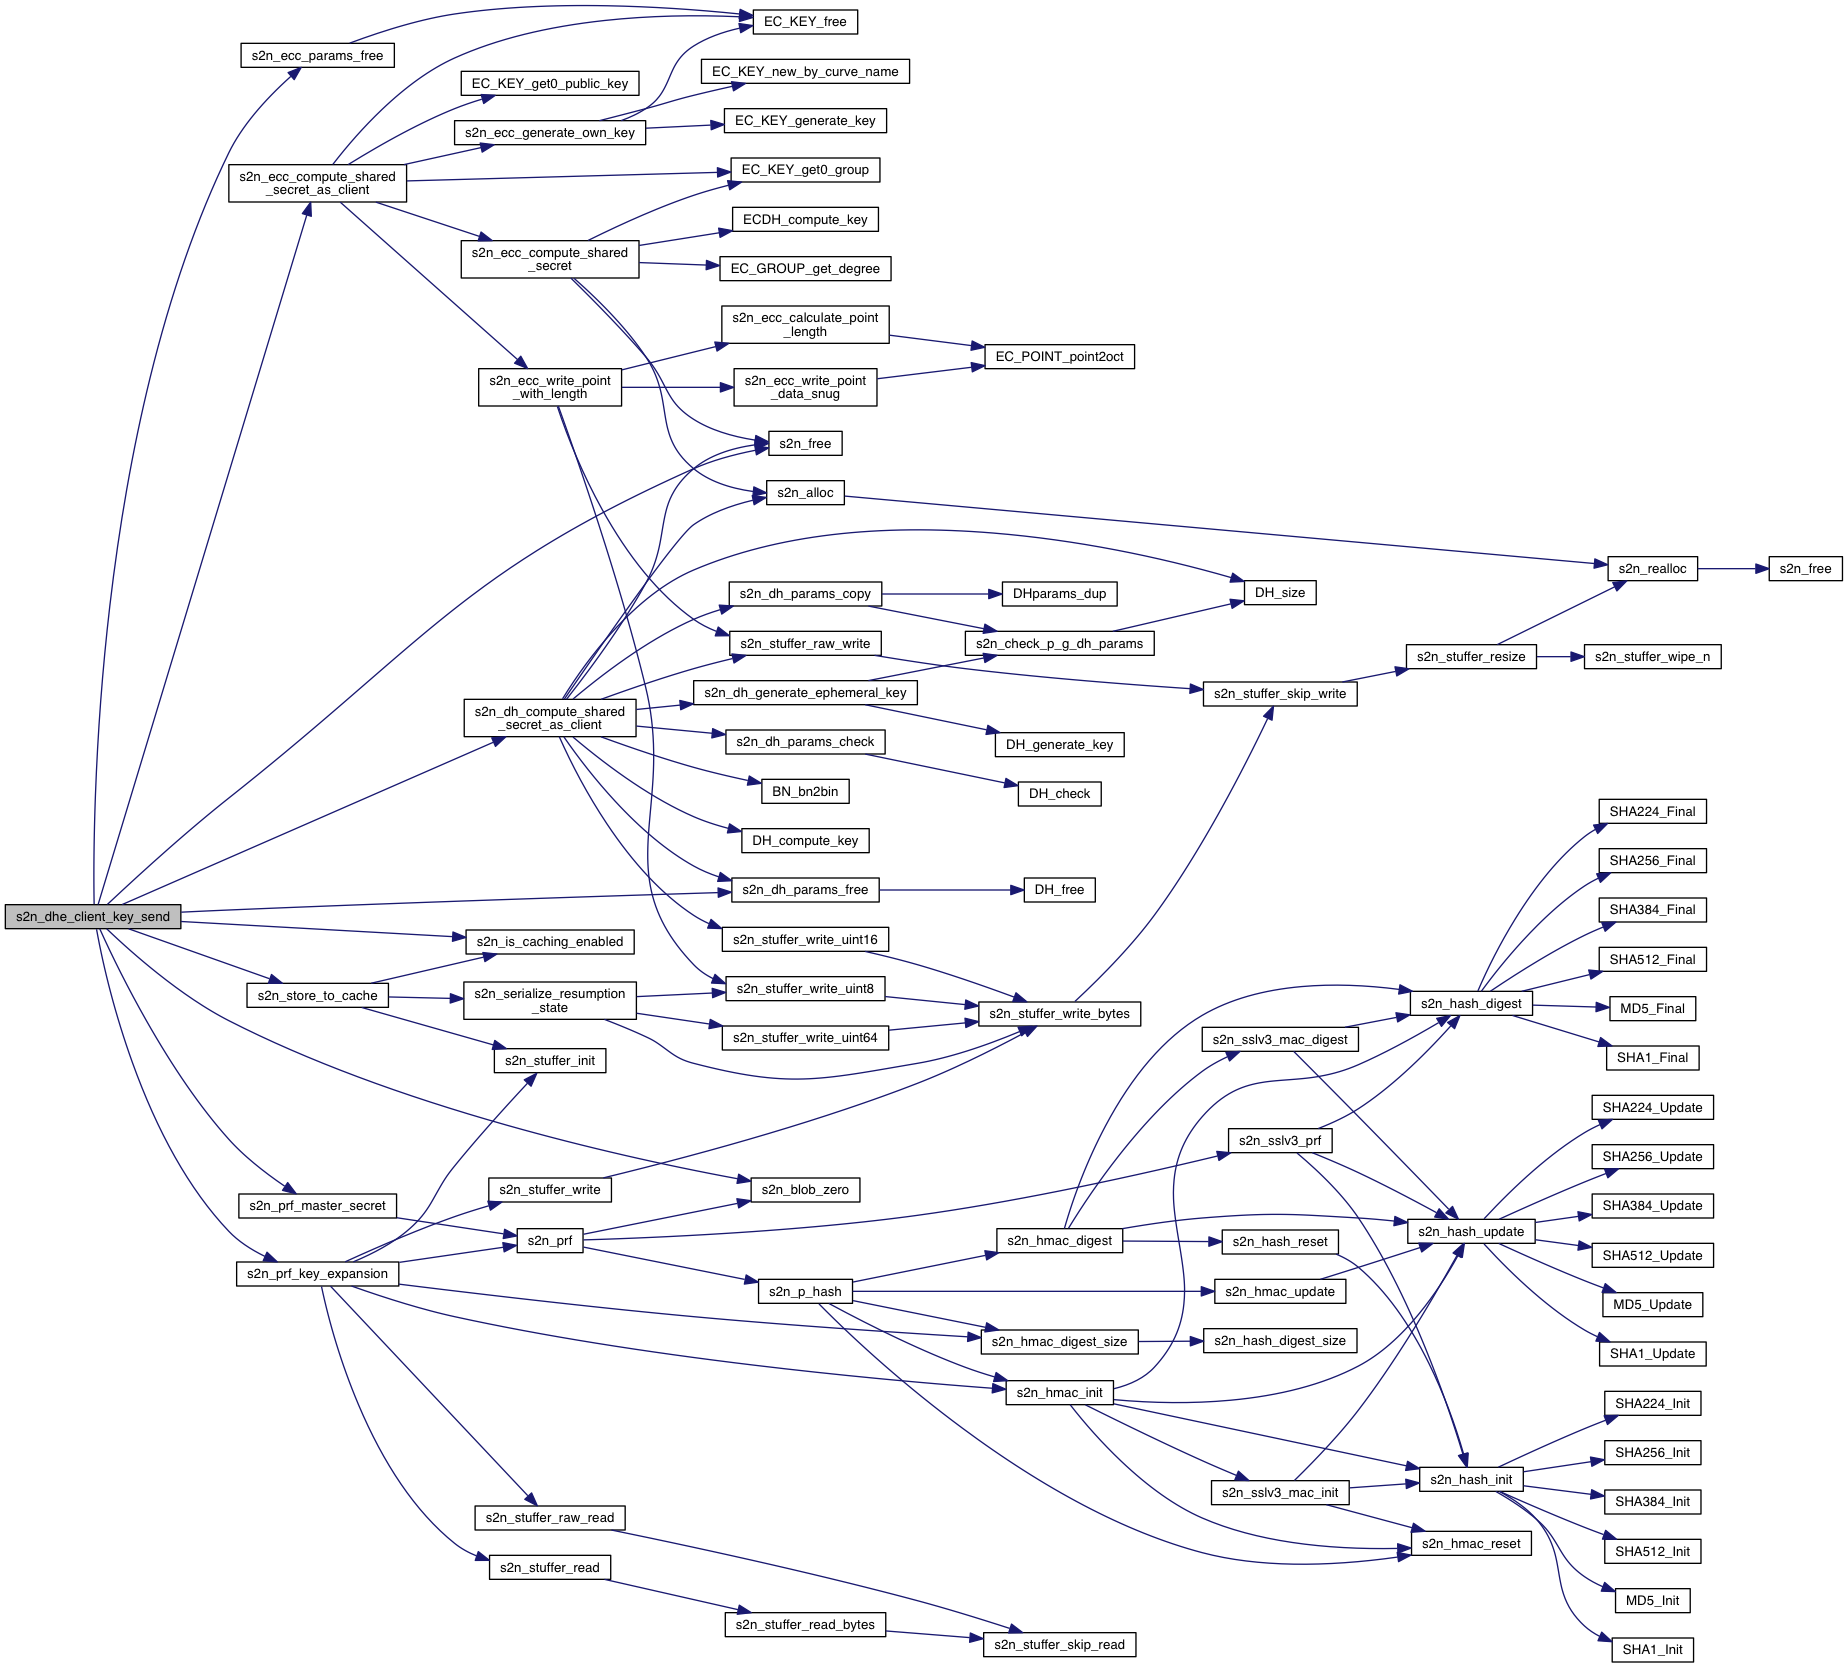 EC_KEY_free
s2n_ecc_params_free
EC_KEY_new_by_curve_name
EC_KEY_get0_public_key
EC_KEY_generate_key
s2n_ecc_generate_own_key
EC_KEY_get0_group
s2n_ecc_compute_shared
_secret_as_client
ECDH_compute_key
s2n_ecc_compute_shared
_secret
EC_GROUP_get_degree
s2n_ecc_calculate_point
_length
EC_POINT_point2oct
s2n_ecc_write_point
_with_length
s2n_ecc_write_point
_data_snug
s2n_free
s2n_alloc
s2n_realloc
s2n_free
s2n_dh_params_copy
DHparams_dup
DH_size
s2n_stuffer_raw_write
s2n_check_p_g_dh_params
s2n_stuffer_resize
s2n_stuffer_wipe_n
s2n_dh_generate_ephemeral_key
s2n_stuffer_skip_write
s2n_dh_compute_shared
_secret_as_client
s2n_dh_params_check
DH_generate_key
BN_bn2bin
DH_check
SHA224_Final
DH_compute_key
SHA256_Final
s2n_dh_params_free
DH_free
SHA384_Final
s2n_dhe_client_key_send
s2n_is_caching_enabled
s2n_stuffer_write_uint16
SHA512_Final
s2n_store_to_cache
s2n_serialize_resumption
_state
s2n_stuffer_write_uint8
s2n_hash_digest
MD5_Final
s2n_stuffer_write_bytes
s2n_stuffer_write_uint64
s2n_sslv3_mac_digest
SHA1_Final
s2n_stuffer_init
SHA224_Update
s2n_sslv3_prf
SHA256_Update
s2n_stuffer_write
s2n_blob_zero
s2n_prf_master_secret
SHA384_Update
s2n_prf
s2n_hmac_digest
s2n_hash_reset
s2n_hash_update
SHA512_Update
s2n_prf_key_expansion
s2n_p_hash
s2n_hmac_update
MD5_Update
s2n_hmac_digest_size
s2n_hash_digest_size
SHA1_Update
s2n_hmac_init
SHA224_Init
SHA256_Init
s2n_hash_init
s2n_sslv3_mac_init
SHA384_Init
s2n_stuffer_raw_read
s2n_hmac_reset
SHA512_Init
s2n_stuffer_read
MD5_Init
s2n_stuffer_read_bytes
s2n_stuffer_skip_read
SHA1_Init